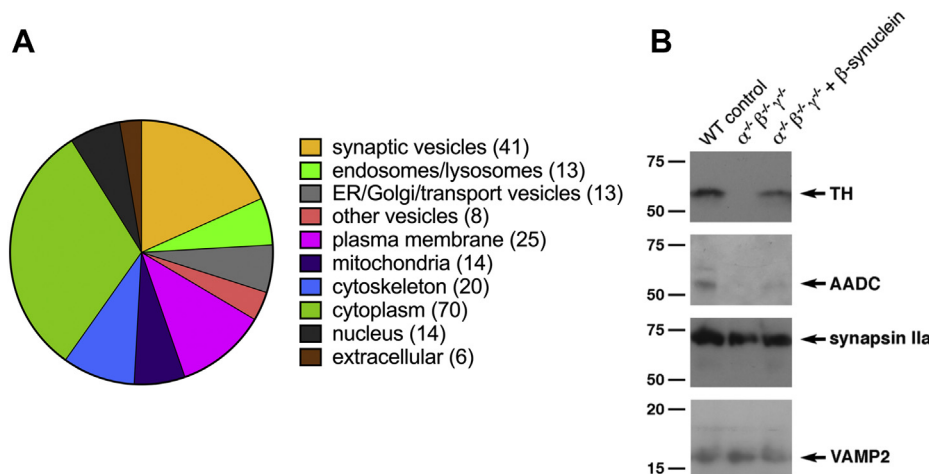 A
synaptic vesicles (41)
endosomes/lysosomes (13)
ER/Golgi/transport vesicles (13)
other vesicles (8)
plasma membrane (25)
mitochondria (14)
cytoskeleton (20)
cytoplasm (70)
nucleus (14)
extracellular (6)
B
WT control
α⁻/⁻ β⁻/⁻ γ⁻/⁻
α⁻/⁻ β⁻/⁻ γ⁻/⁻ + β-synuclein
75
50
TH
75
50
AADC
75
50
synapsin IIa
20
15
VAMP2